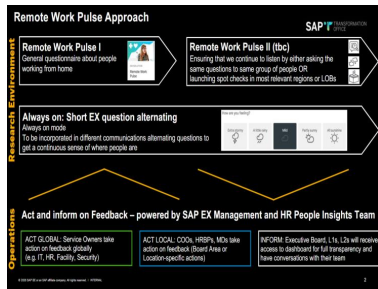 Remote Work Pulse Approach
SAP TRANSFORMATION OFFICE
Research Environment
Remote Work Pulse I
General questionnaire about people
working from home
Remote Work Pulse II (tbc)
Ensuring that we continue to listen by either asking the
same questions to same group of people OR
launching spot checks in most relevant regions or LOBs
Always on: Short EX question alternating
Always on mode
To be incorporated in different communications alternating questions to
get a continuous sense of where people are
Operations
Act and inform on Feedback – powered by SAP EX Management and HR People Insights Team
ACT GLOBAL: Service Owners take
action on feedback globally
(e.g. IT, HR, Facility, Security)
ACT LOCAL: COOs, HRBPs, MDs take
action on feedback (Board Area or
Location-specific actions)
INFORM: Executive Board, L1s, L2s will receive
access to dashboard for full transparency and
have conversations with their team
2